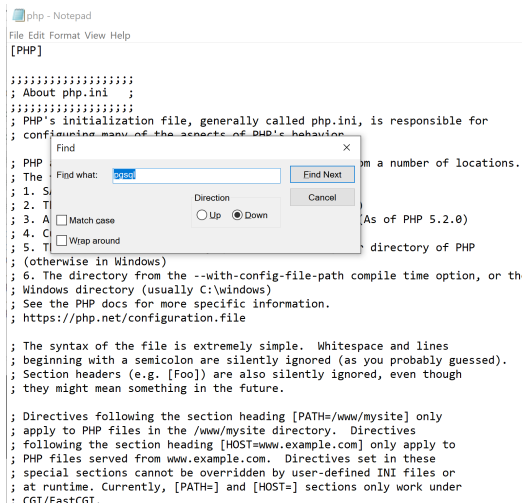 php - Notepad
File Edit Format View Help
[PHP]
;;;;;;;;;;;;;;;;;;;
; About php.ini   ;
;;;;;;;;;;;;;;;;;;;
; PHP's initialization file, generally called php.ini, is responsible for
; configuring many of the aspects of PHP's behavior
Find
; PHP
om a number of locations.
Find what: pgsql
Find Next
; The
; 1.
Direction
Cancel
; 2.
Up Down
; 3. A
Match case
(As of PHP 5.2.0)
; 4.
Wrap around
; 5.
directory of PHP
; (otherwise in Windows)
; 6. The directory from the --with-config-file-path compile time option, or
; Windows directory (usually C:\windows)
; See the PHP docs for more specific information.
; https://php.net/configuration.file
; The syntax of the file is extremely simple.  Whitespace and lines
; beginning with a semicolon are silently ignored (as you probably guessed).
; Section headers (e.g. [Foo]) are also silently ignored, even though
; they might mean something in the future.
; Directives following the section heading [PATH=/www/mysite] only
; apply to PHP files in the /www/mysite directory.  Directives
; following the section heading [HOST=www.example.com] only apply to
; PHP files served from www.example.com.  Directives set in these
; special sections cannot be overridden by user-defined INI files or
; at runtime. Currently, [PATH=] and [HOST=] sections only work under
; CGI/FastCGI.